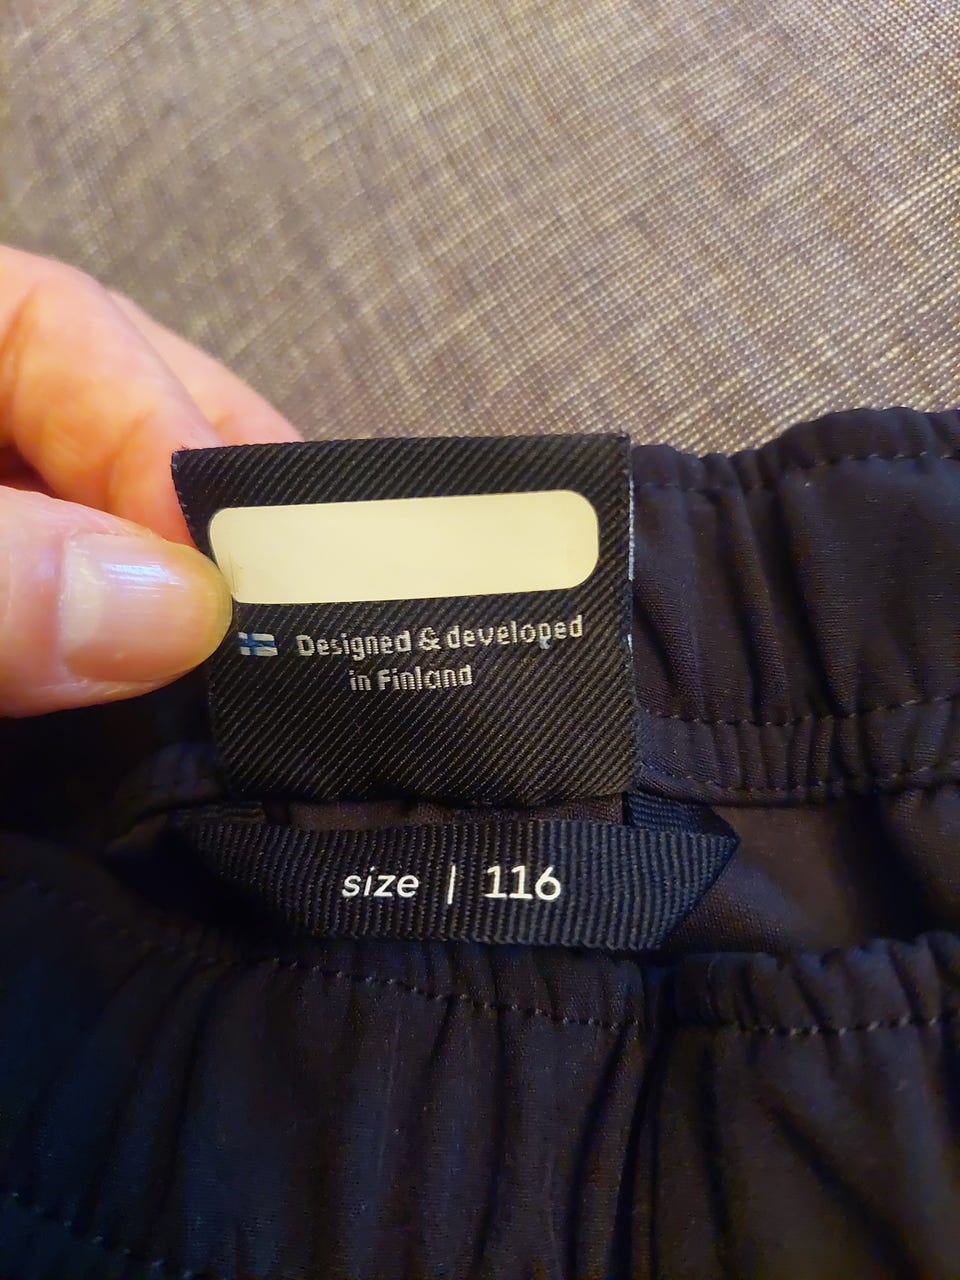 Designed & developed
in Finland
size | 116